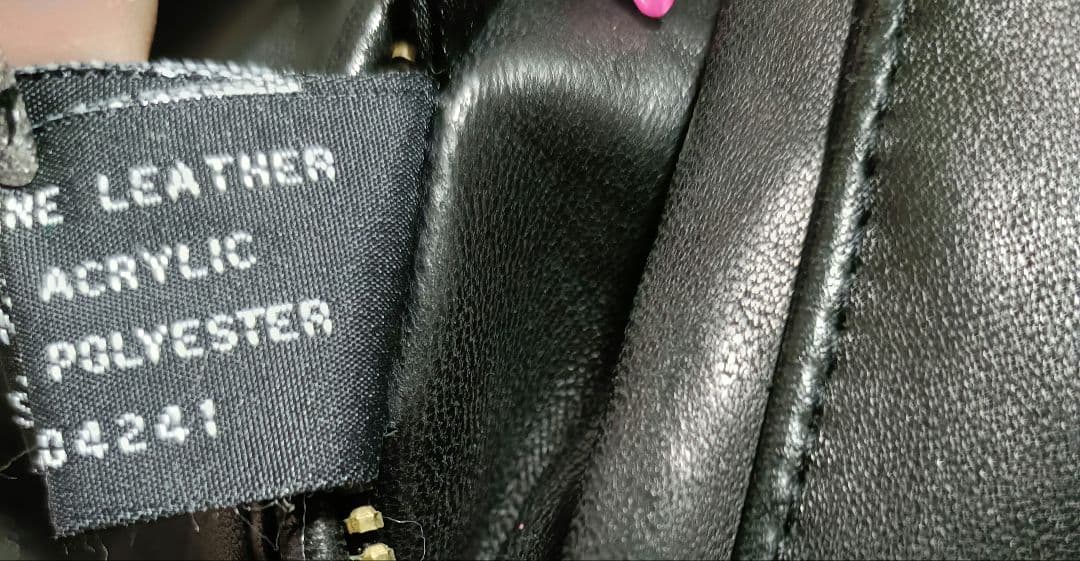 NE LEATHER
ACRYLIC
POLYESTER
04241